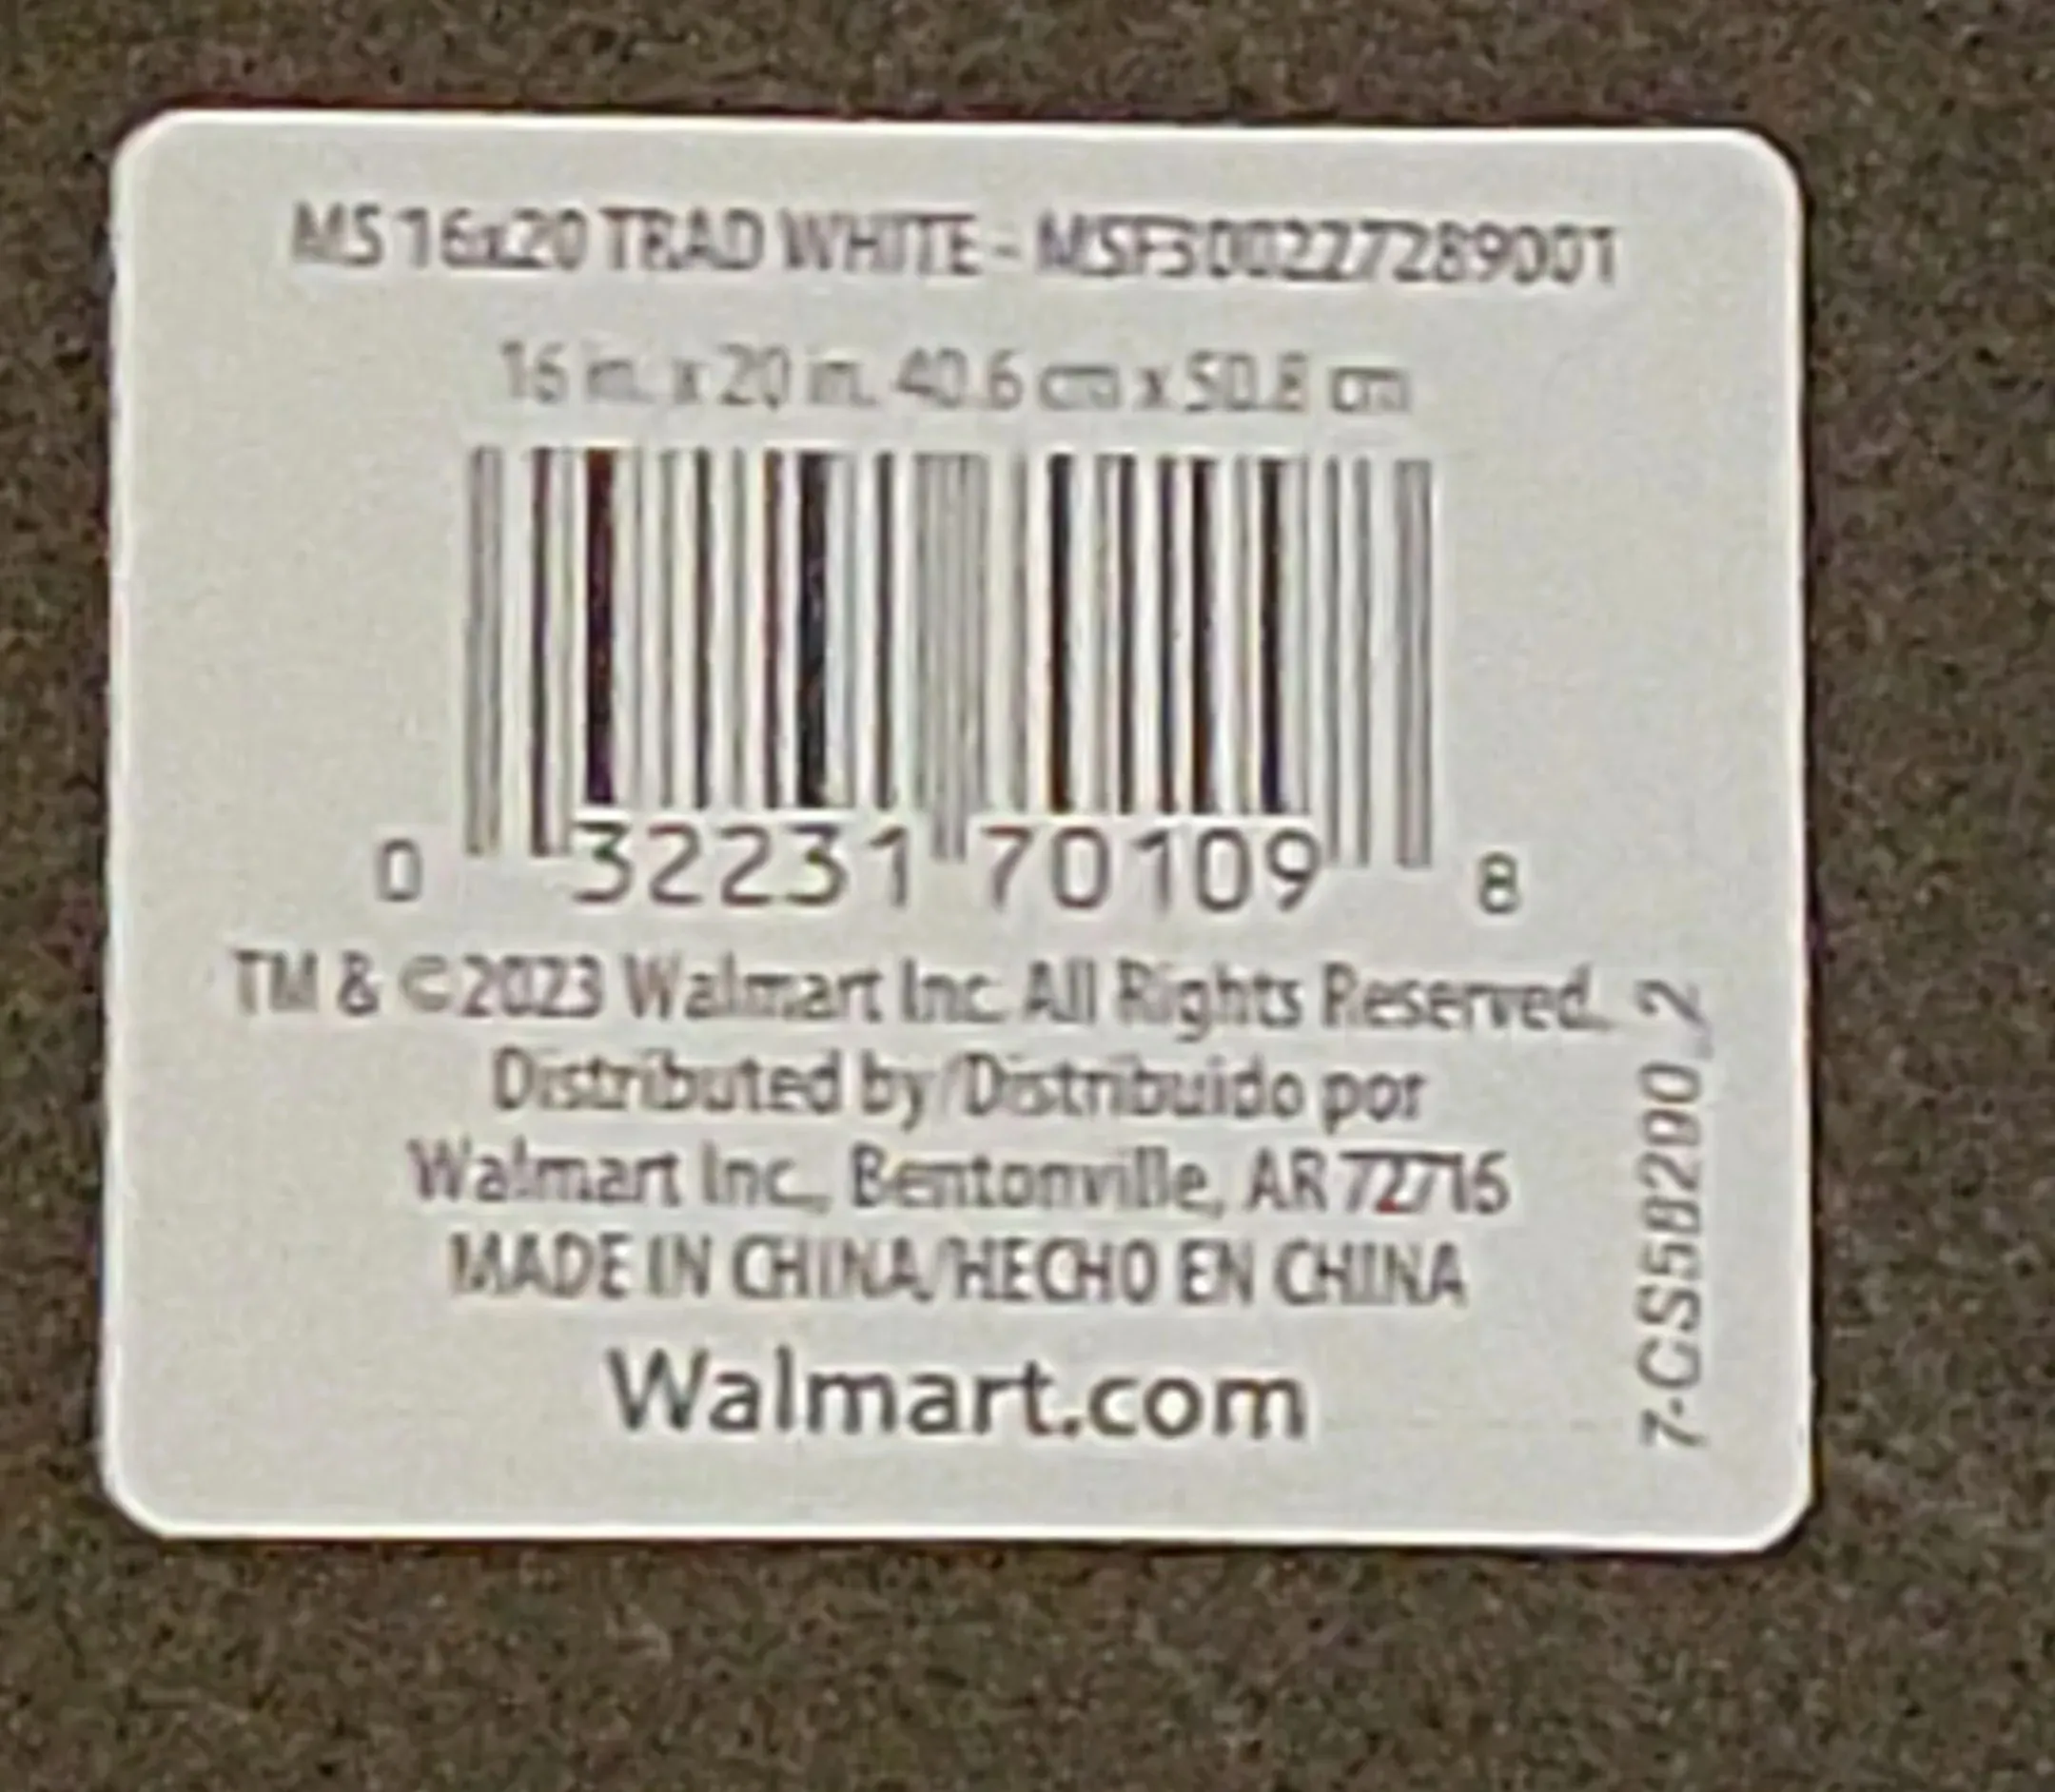 MS 16x20 TRAD WHITE - MSF300227289001
16 in. x 20 in. 40.6 cm x 50.8 cm
0 32231 70109 8
TM & ©2023 Walmart Inc. All Rights Reserved.
Distributed by/Distribuido por
Walmart Inc., Bentonville, AR 72716
MADE IN CHINA/HECHO EN CHINA
Walmart.com